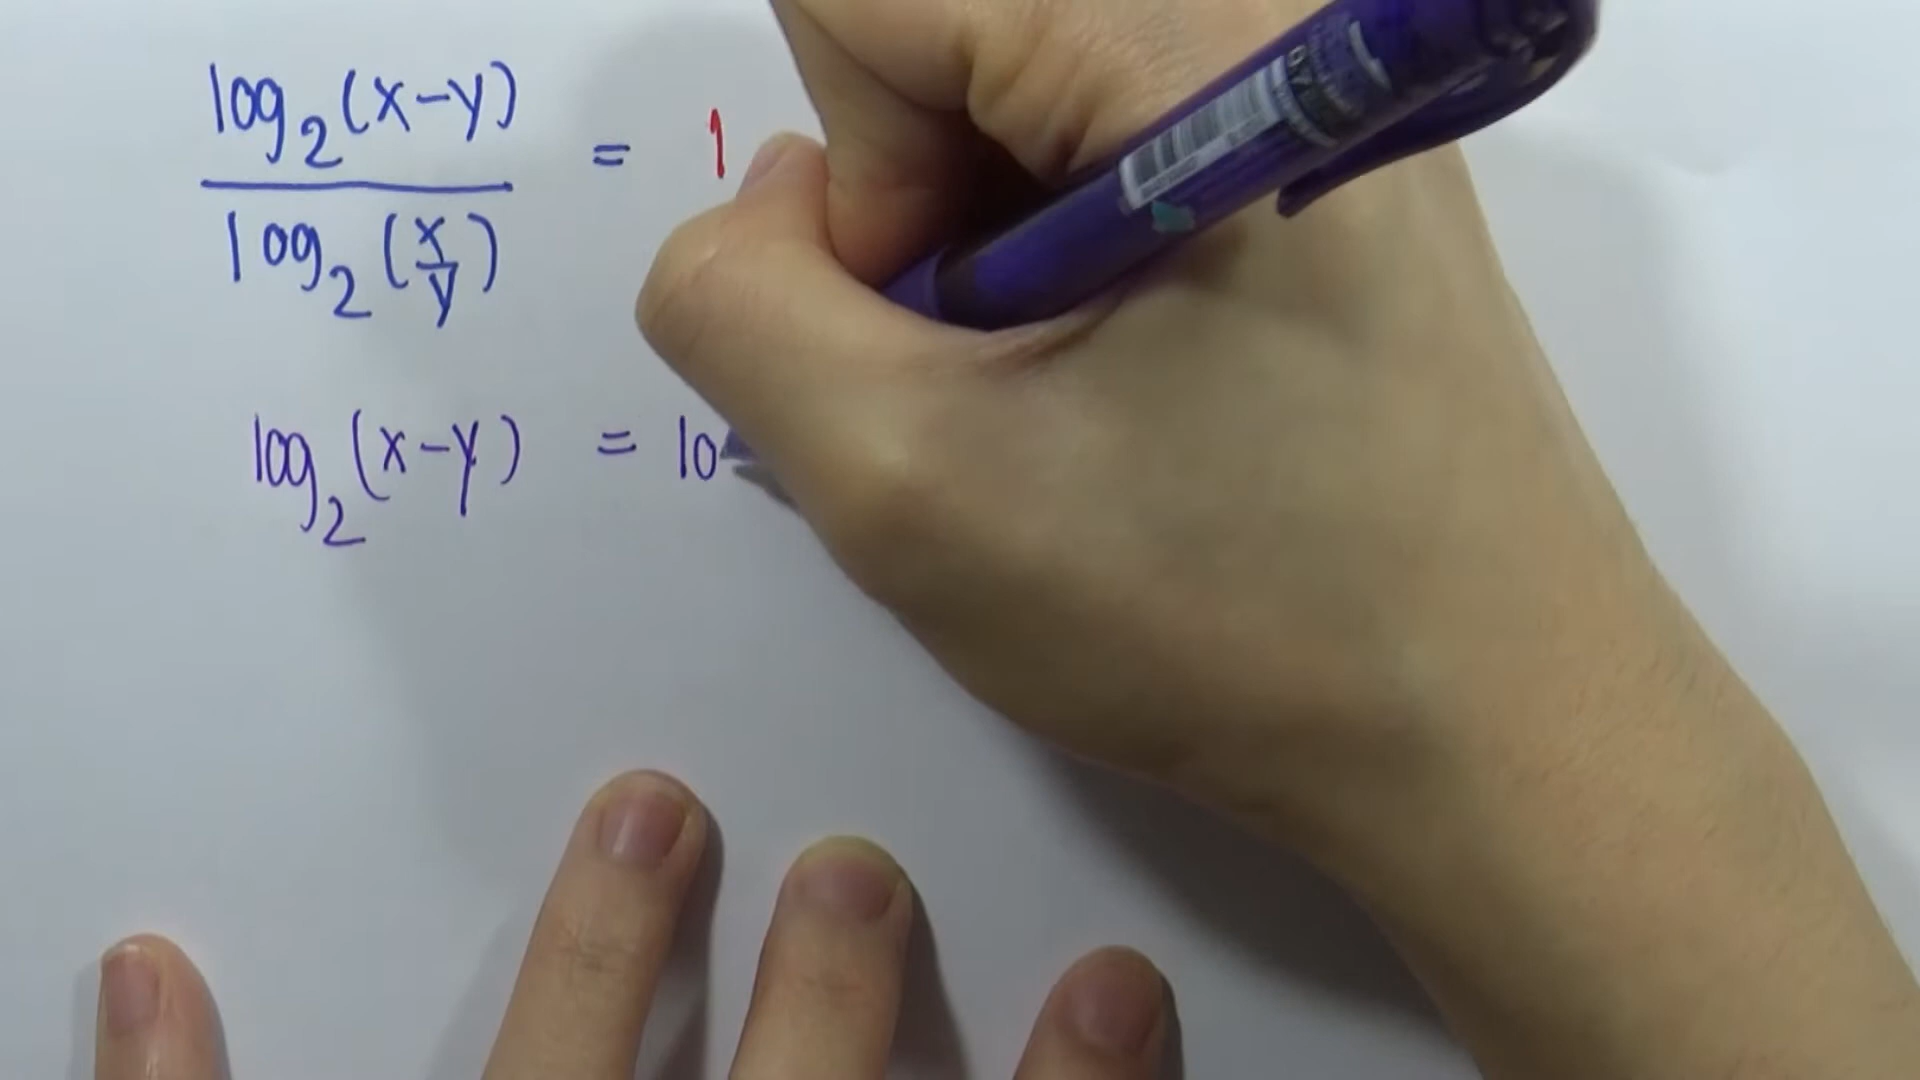 log₂(x-y)
―――― = 1
log₂(x/y)
log₂(x-y) = lo